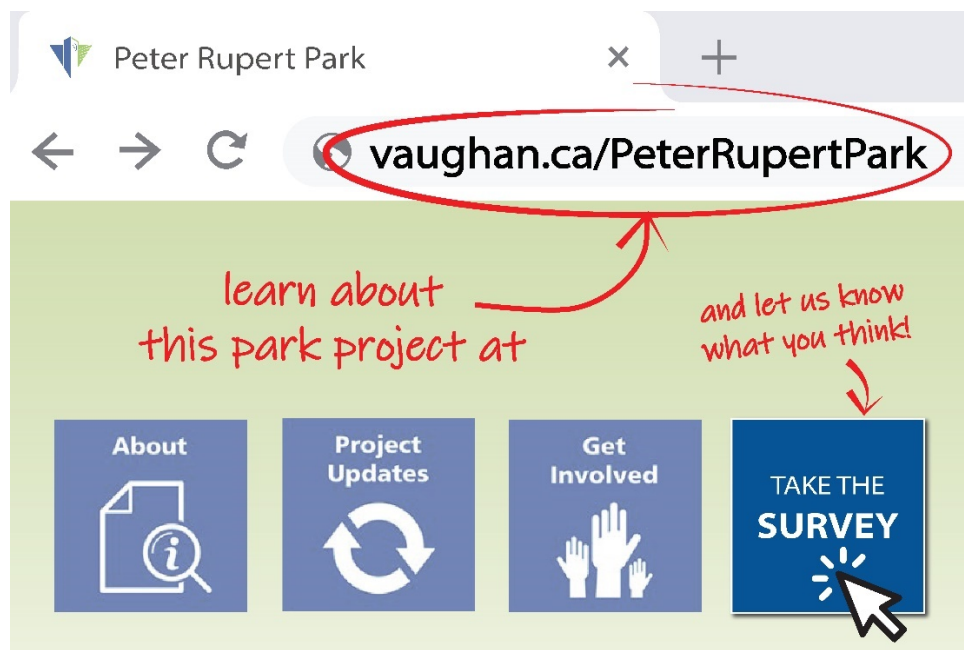 Peter Rupert Park
vaughan.ca/PeterRupertPark
learn about
this park project at
and let us know
what you think!
About
Project
Updates
Get
Involved
TAKE THE
SURVEY